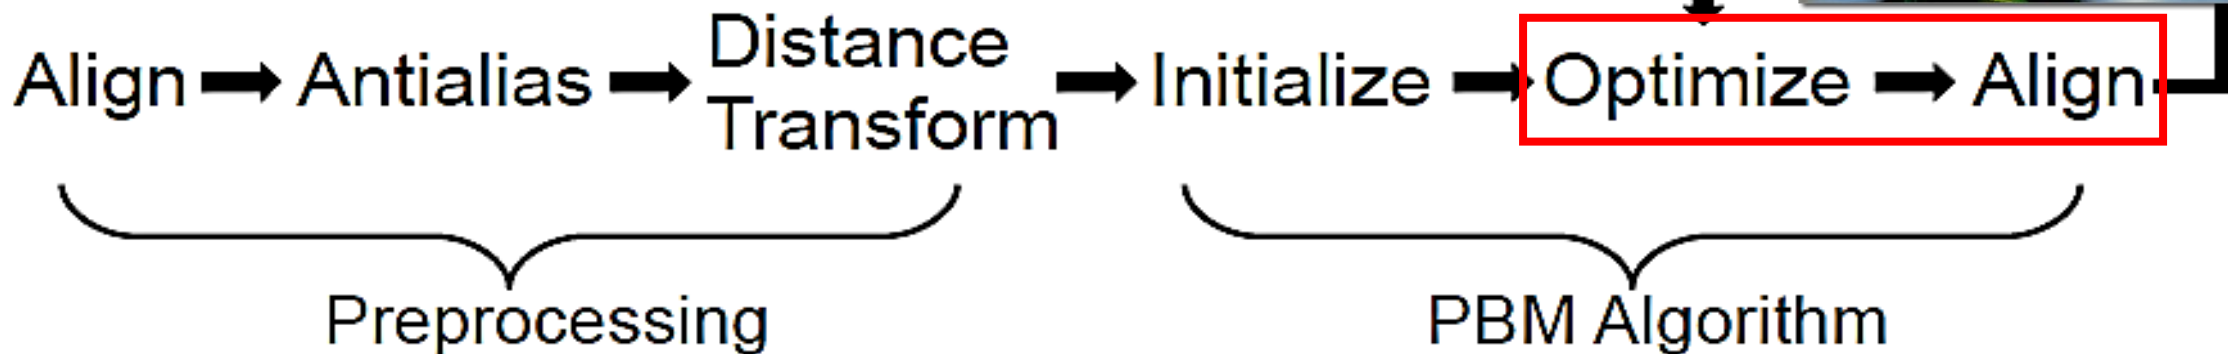 Align → Antialias → Distance Transform → Initialize → Optimize → Align
Preprocessing
PBM Algorithm